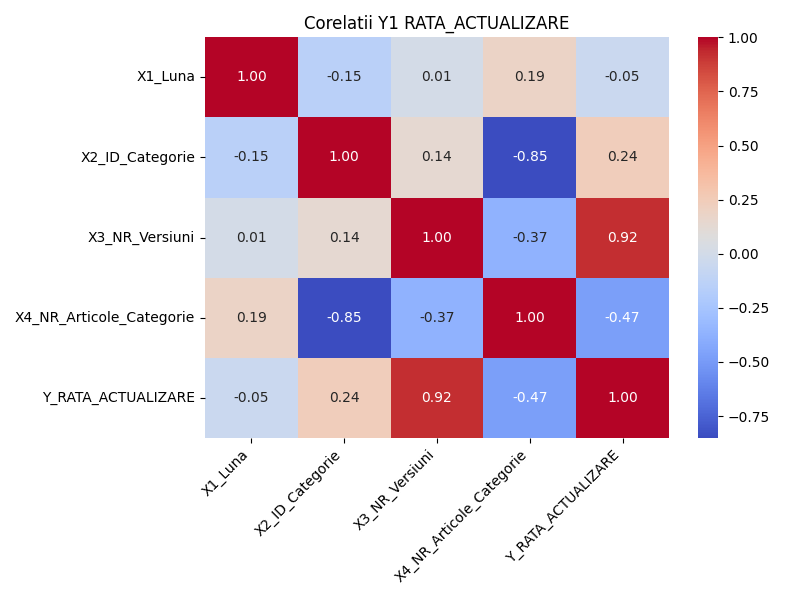 Corelatii Y1 RATA_ACTUALIZARE
X1_Luna 1.00 -0.15 0.01 0.19 -0.05
X2_ID_Categorie -0.15 1.00 0.14 -0.85 0.24
X3_NR_Versiuni 0.01 0.14 1.00 -0.37 0.92
X4_NR_Articole_Categorie 0.19 -0.85 -0.37 1.00 -0.47
Y_RATA_ACTUALIZARE -0.05 0.24 0.92 -0.47 1.00
X1_Luna
X2_ID_Categorie
X3_NR_Versiuni
X4_NR_Articole_Categorie
Y_RATA_ACTUALIZARE
1.00
0.75
0.50
0.25
0.00
−0.25
−0.50
−0.75